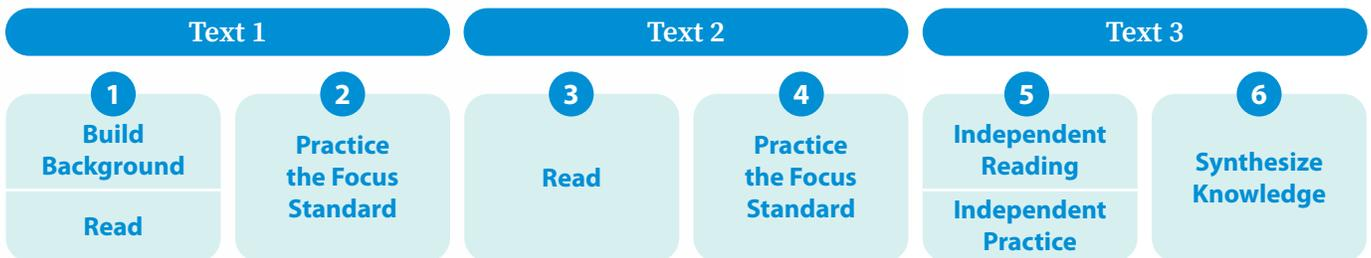 Text 1
Text 2
Text 3
1
Build
Background
Read
2
Practice
the Focus
Standard
3
Read
4
Practice
the Focus
Standard
5
Independent
Reading
Independent
Practice
6
Synthesize
Knowledge